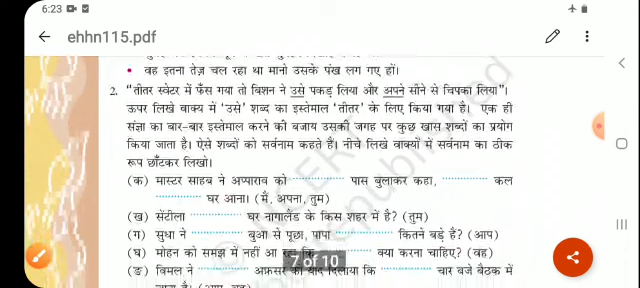 6:23
ehhn115.pdf
• वह इतना तेज़ चल रहा था मानो उसके पंख लग गए हों।
2. "तीतर स्वेटर में फँस गया तो बिशन ने उसे पकड़ लिया और अपने सीने से चिपका लिया"।
ऊपर लिखे वाक्य में 'उसे' शब्द का इस्तेमाल 'तीतर' के लिए किया गया है। एक ही
संज्ञा का बार-बार इस्तेमाल करने की बजाय उसकी जगह पर कुछ खास शब्दों का प्रयोग
किया जाता है। ऐसे शब्दों को सर्वनाम कहते हैं। नीचे लिखे वाक्यों में सर्वनाम का ठीक
रूप छाँटकर लिखो।
(क) मास्टर साहब ने अप्पाराव को ............ पास बुलाकर कहा, ............ कल
............ घर आना। (मैं, अपना, तुम)
(ख) सेंटीला ............ घर नागालैंड के किस शहर में है? (तुम)
(ग) सुधा ने ............ बुआ से पूछा, पापा ............ कितने बड़े हैं? (आप)
(घ) मोहन को समझ में नहीं आ रहा कि ............ क्या करना चाहिए? (वह)
(ङ) विमल ने ............ अफ़सर को याद दिलाया कि ............ चार बजे बैठक में
7 of 10